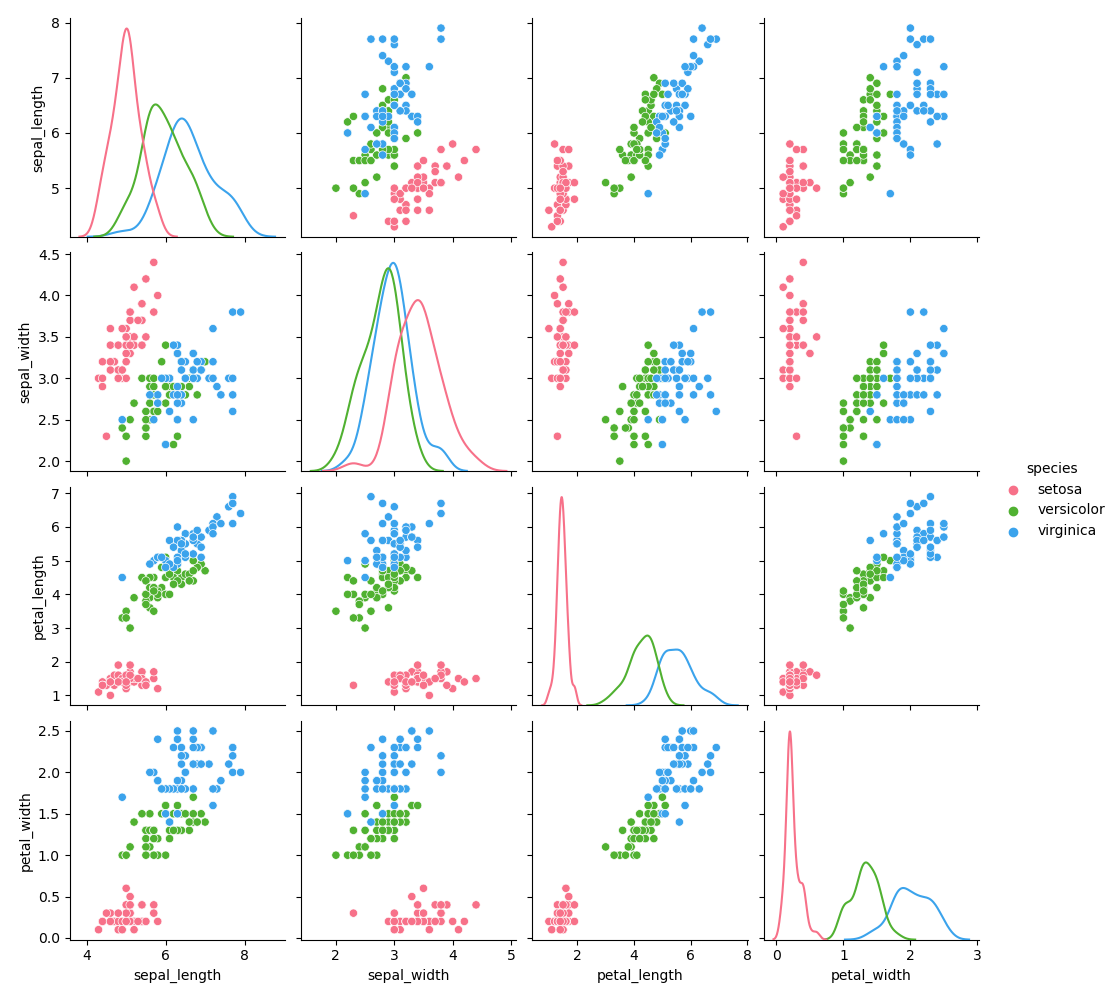 8
7
6
5
sepal_length
4.5
4.0
3.5
3.0
2.5
2.0
sepal_width
species
setosa
versicolor
virginica
7
6
5
4
3
2
1
petal_length
2.5
2.0
1.5
1.0
0.5
0.0
petal_width
4 6 8
sepal_length
2 3 4 5
sepal_width
2 4 6 8
petal_length
0 1 2 3
petal_width